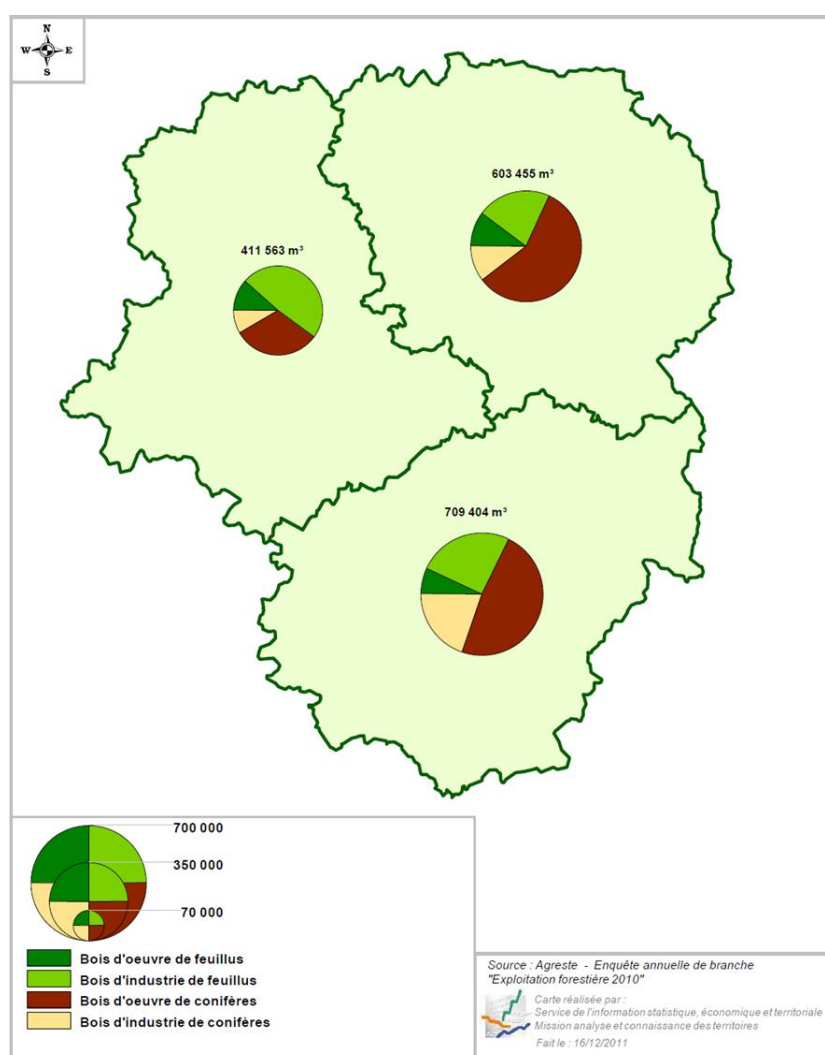 N
W E
S
603 455 m³
411 563 m³
709 404 m³
700 000
350 000
70 000
Bois d'oeuvre de feuillus
Bois d'industrie de feuillus
Bois d'oeuvre de conifères
Bois d'industrie de conifères
Source : Agreste - Enquête annuelle de branche
"Exploitation forestière 2010"
Carte réalisée par :
Service de l'information statistique, économique et territoriale
Mission analyse et connaissance des territoires
Fait le : 16/12/2011